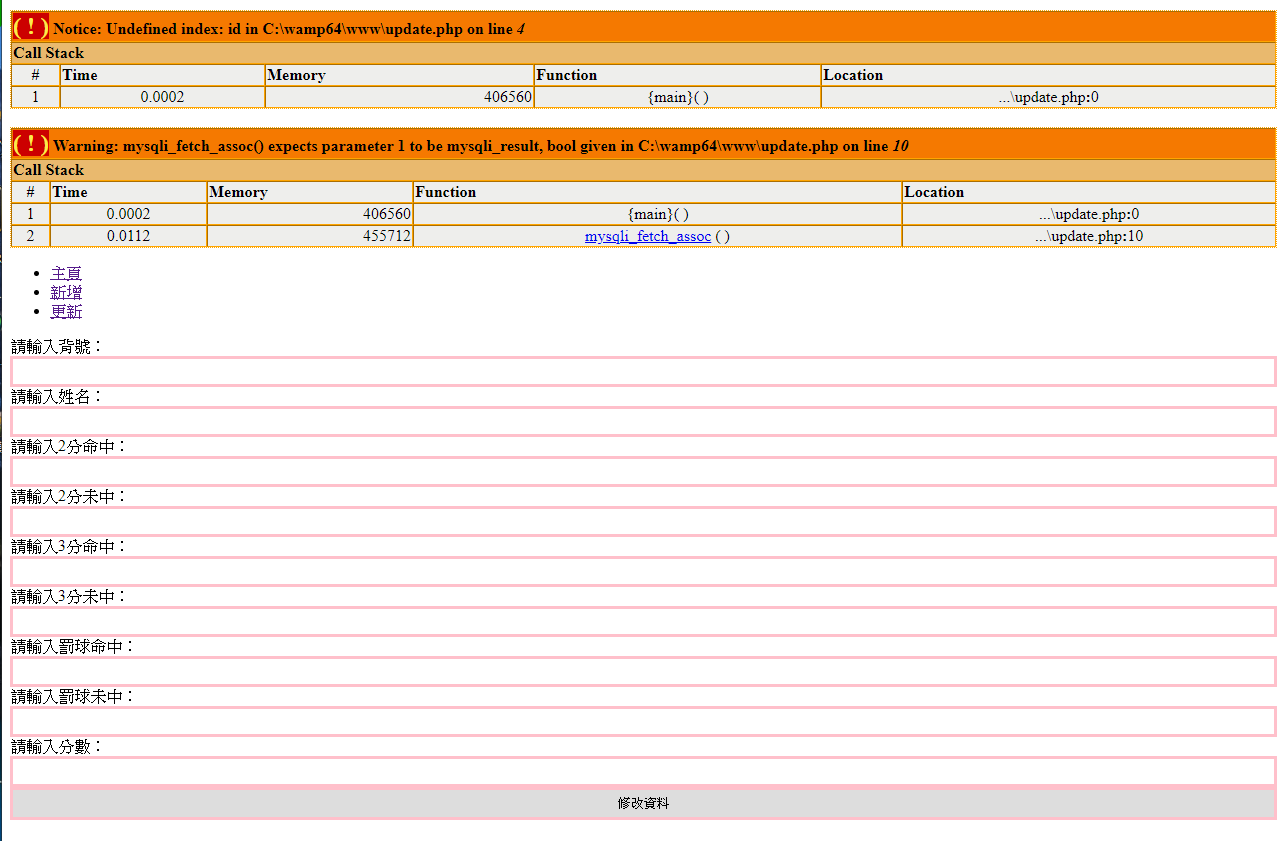 ( ! ) Notice: Undefined index: id in C:\wamp64\www\update.php on line 4
Call Stack
# Time Memory Function Location
1 0.0002 406560 {main}( ) ...\update.php:0
( ! ) Warning: mysqli_fetch_assoc() expects parameter 1 to be mysqli_result, bool given in C:\wamp64\www\update.php on line 10
Call Stack
# Time Memory Function Location
1 0.0002 406560 {main}( ) ...\update.php:0
2 0.0112 455712 mysqli_fetch_assoc ( ) ...\update.php:10
主頁
新增
更新
請輸入背號：
請輸入姓名：
請輸入2分命中：
請輸入2分未中：
請輸入3分命中：
請輸入3分未中：
請輸入罰球命中：
請輸入罰球未中：
請輸入分數：
修改資料